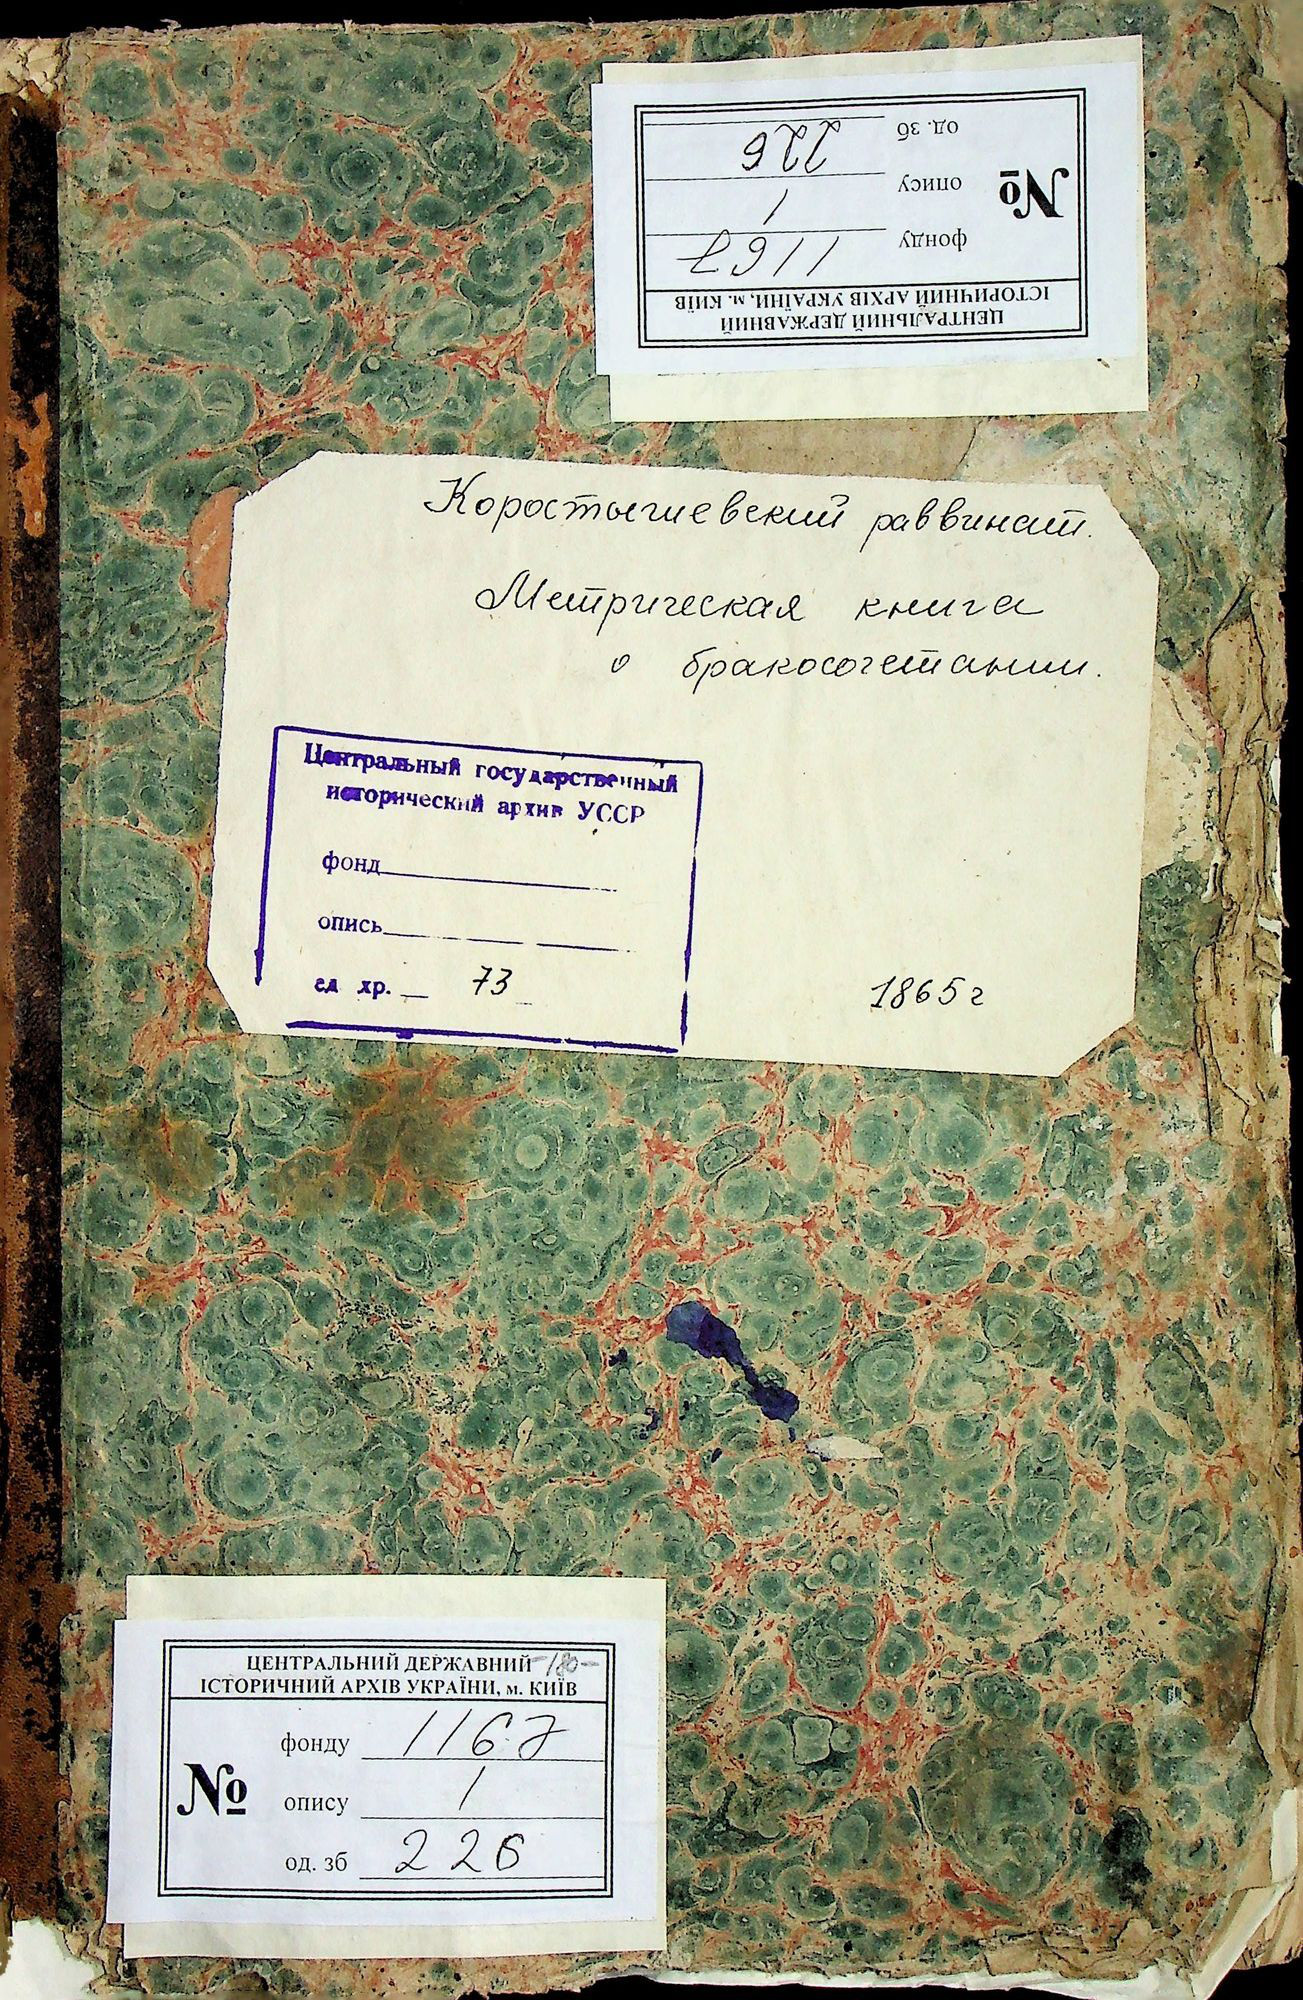 ЦЕНТРАЛЬНИЙ ДЕРЖАВНИЙ
ІСТОРИЧНИЙ АРХІВ УКРАЇНИ, м. КИЇВ
№
фонду 1167
опису 1
од. зб 226
Коростышевский раввинат.
Метрическая книга
о бракосочетании.
Центральный государственный
исторический архив УССР
фонд
опись
ед хр. 73
1865 г
ЦЕНТРАЛЬНИЙ ДЕРЖАВНИЙ -180-
ІСТОРИЧНИЙ АРХІВ УКРАЇНИ, м. КИЇВ
№
фонду 1167
опису 1
од. зб 226